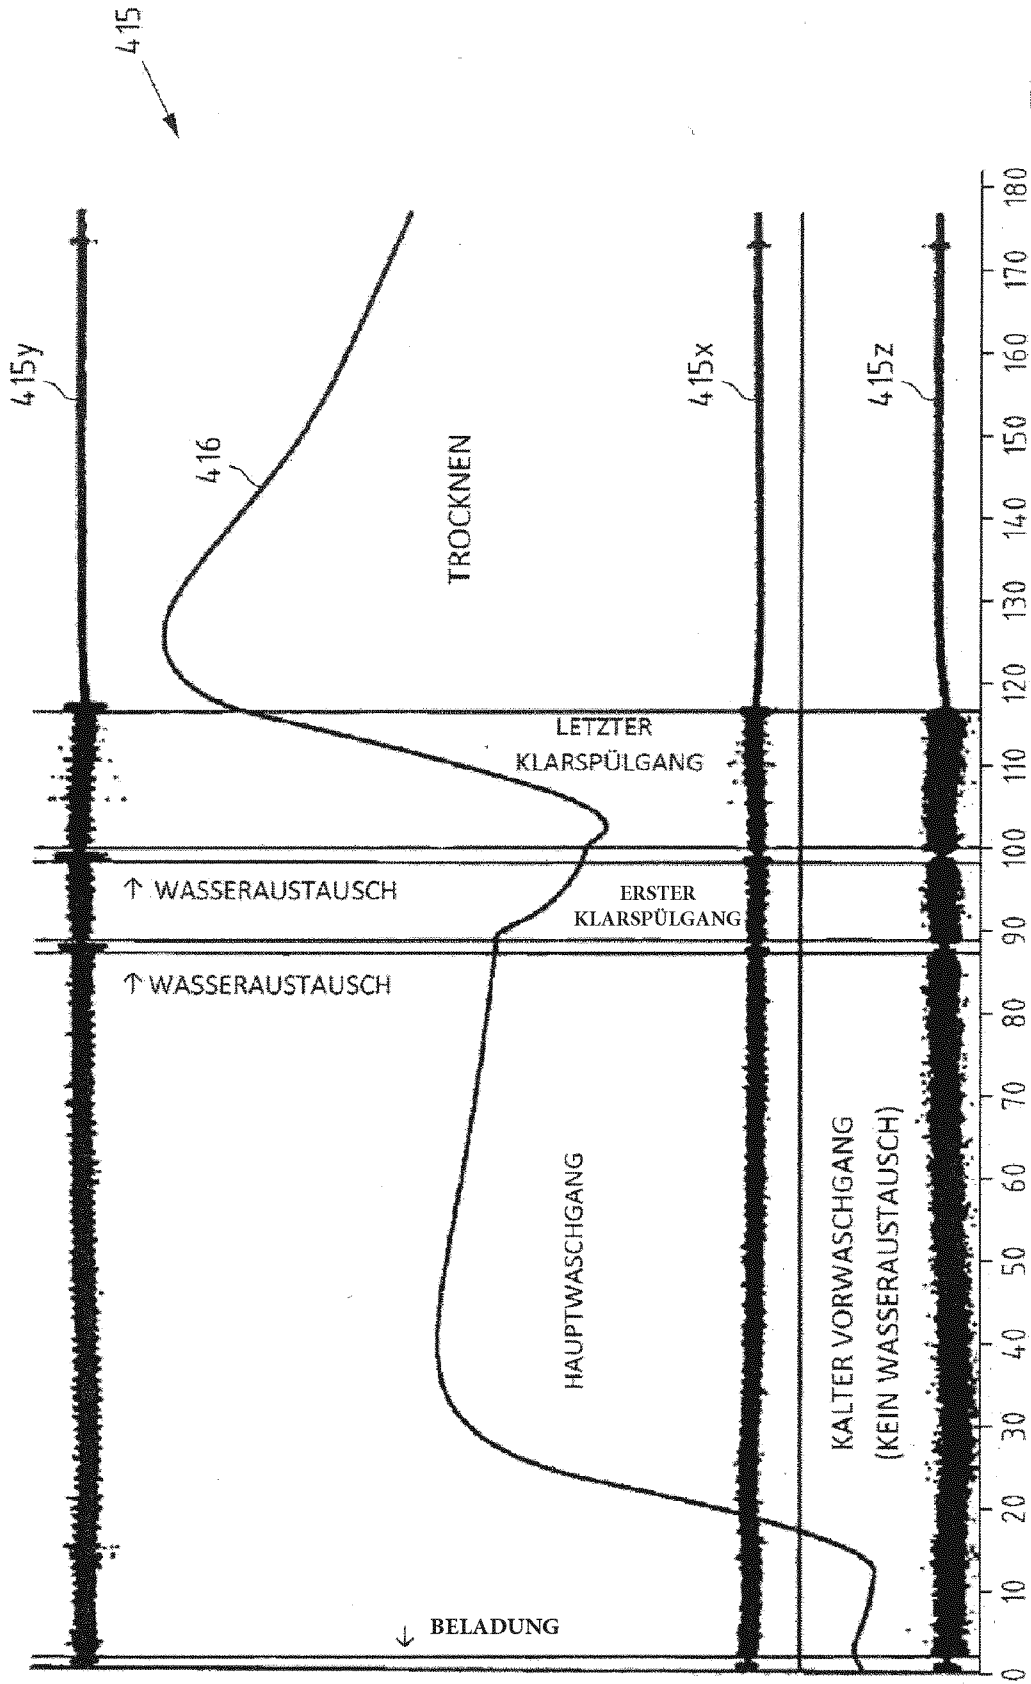 415
415y
416
TROCKNEN
415x
415z
LETZTER
KLARSPÜLGANG
↑ WASSERAUSTAUSCH
ERSTER
KLARSPÜLGANG
↑ WASSERAUSTAUSCH
HAUPTWASCHGANG
KALTER VORWASCHGANG
(KEIN WASSERAUSTAUSCH)
↓ BELADUNG
0 10 20 30 40 50 60 70 80 90 100 110 120 130 140 150 160 170 180